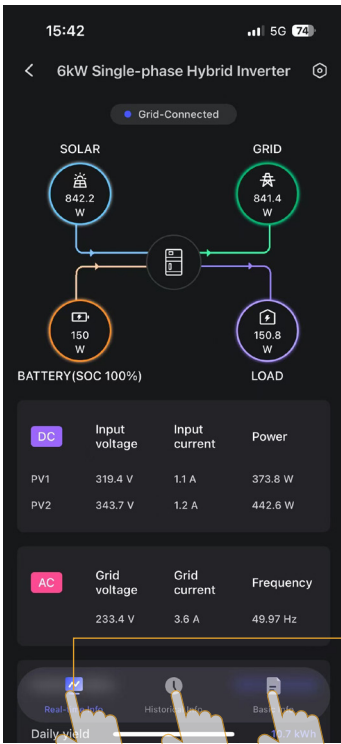 15:42 5G 74
6kW Single-phase Hybrid Inverter
Grid-Connected
SOLAR GRID
842.2 W 841.4 W
150 W 150.8 W
BATTERY(SOC 100%) LOAD
DC Input voltage Input current Power
PV1 319.4 V 1.1 A 373.8 W
PV2 343.7 V 1.2 A 442.6 W
AC Grid voltage Grid current Frequency
233.4 V 3.6 A 49.97 Hz
Daily yield 10.7 kWh